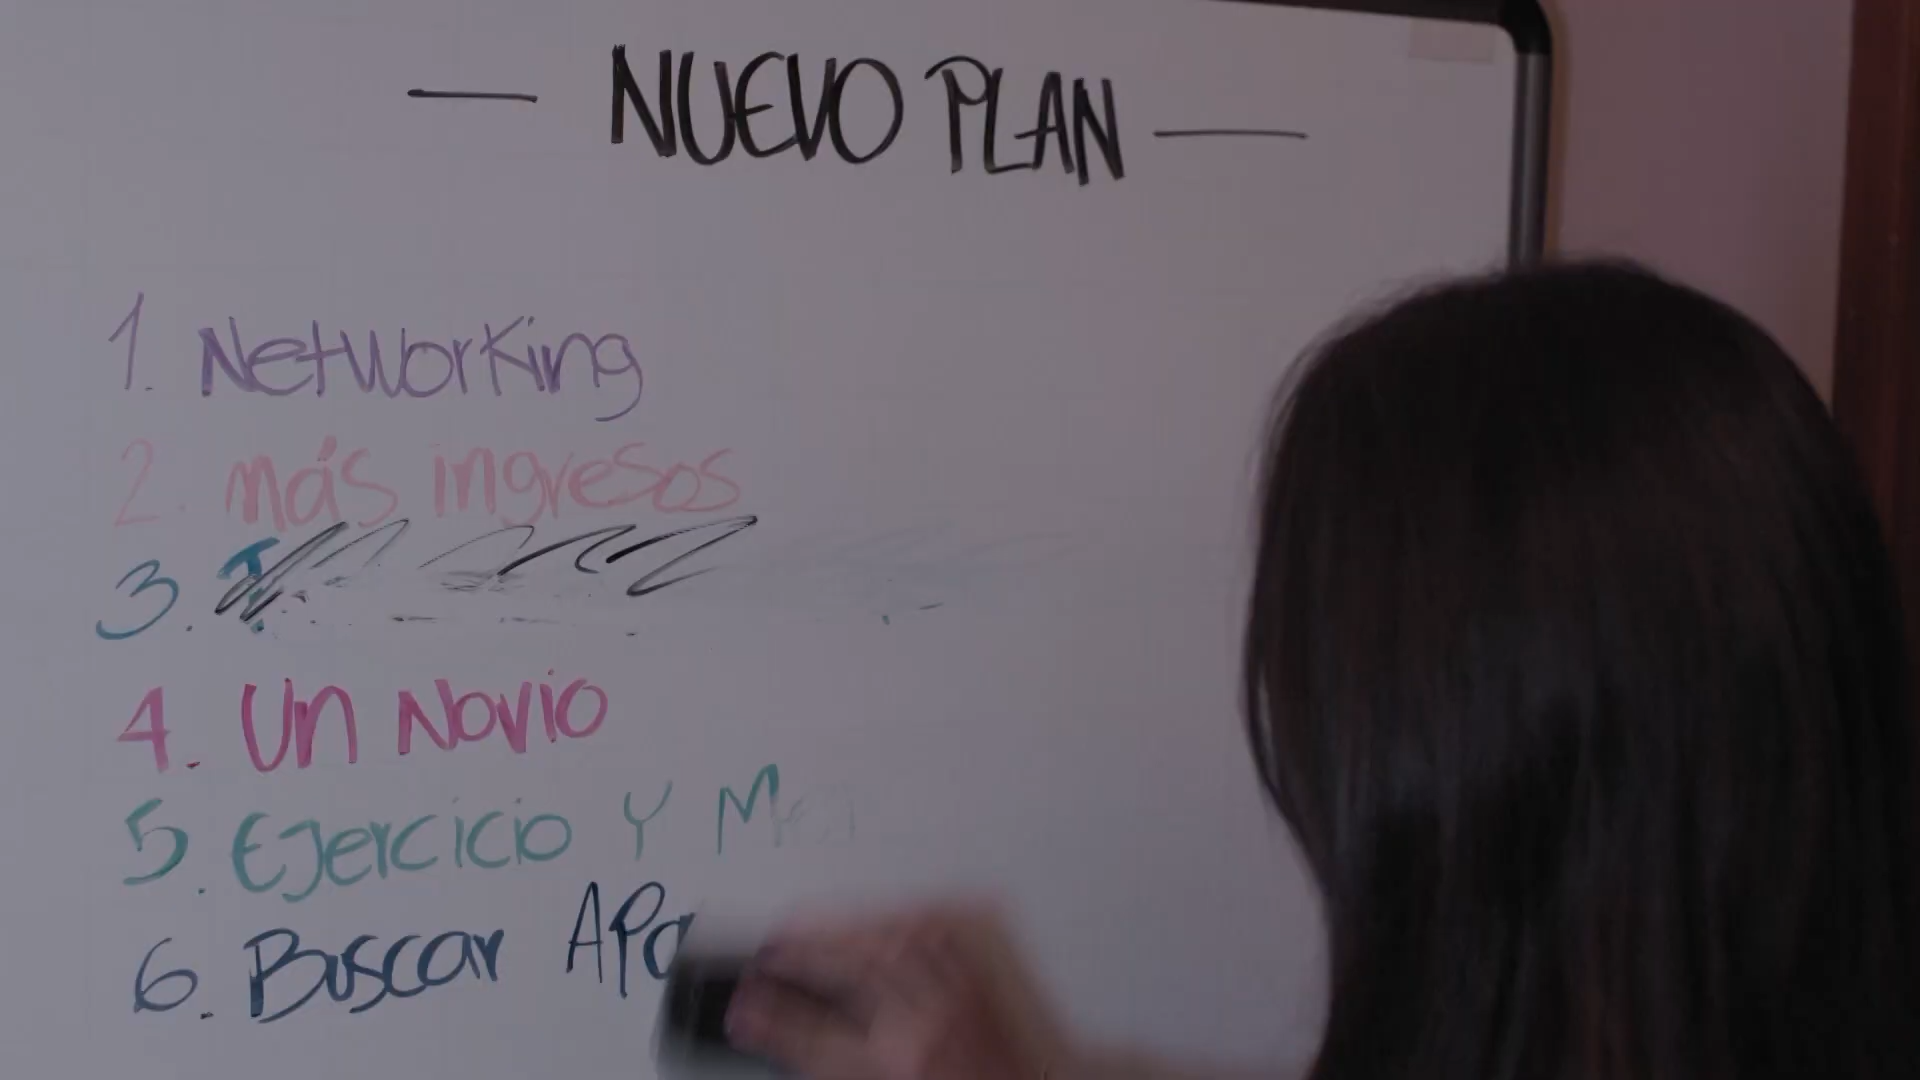 — NUEVO PLAN —
1. Networking
2. más ingresos
3.
4. Un Novio
5. Ejercicio Y
6. Buscar